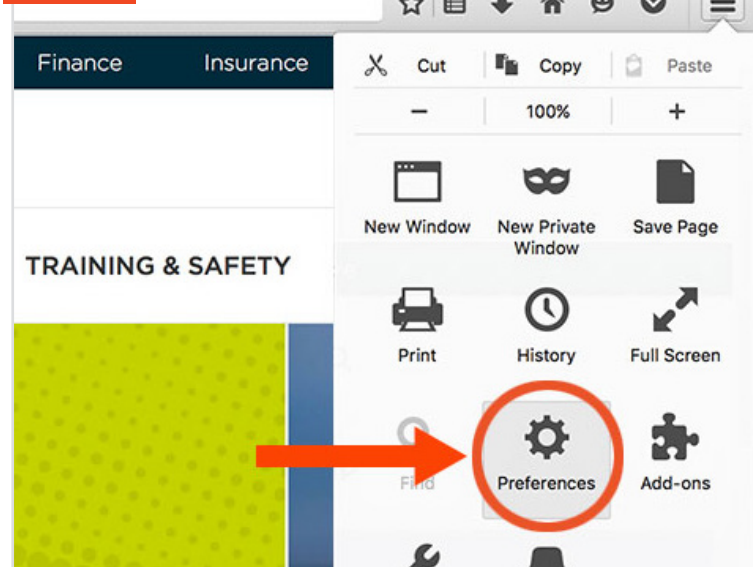 Finance Insurance
Cut Copy Paste
− 100% +
New Window New Private Window Save Page
TRAINING & SAFETY
Print History Full Screen
Find Preferences Add-ons